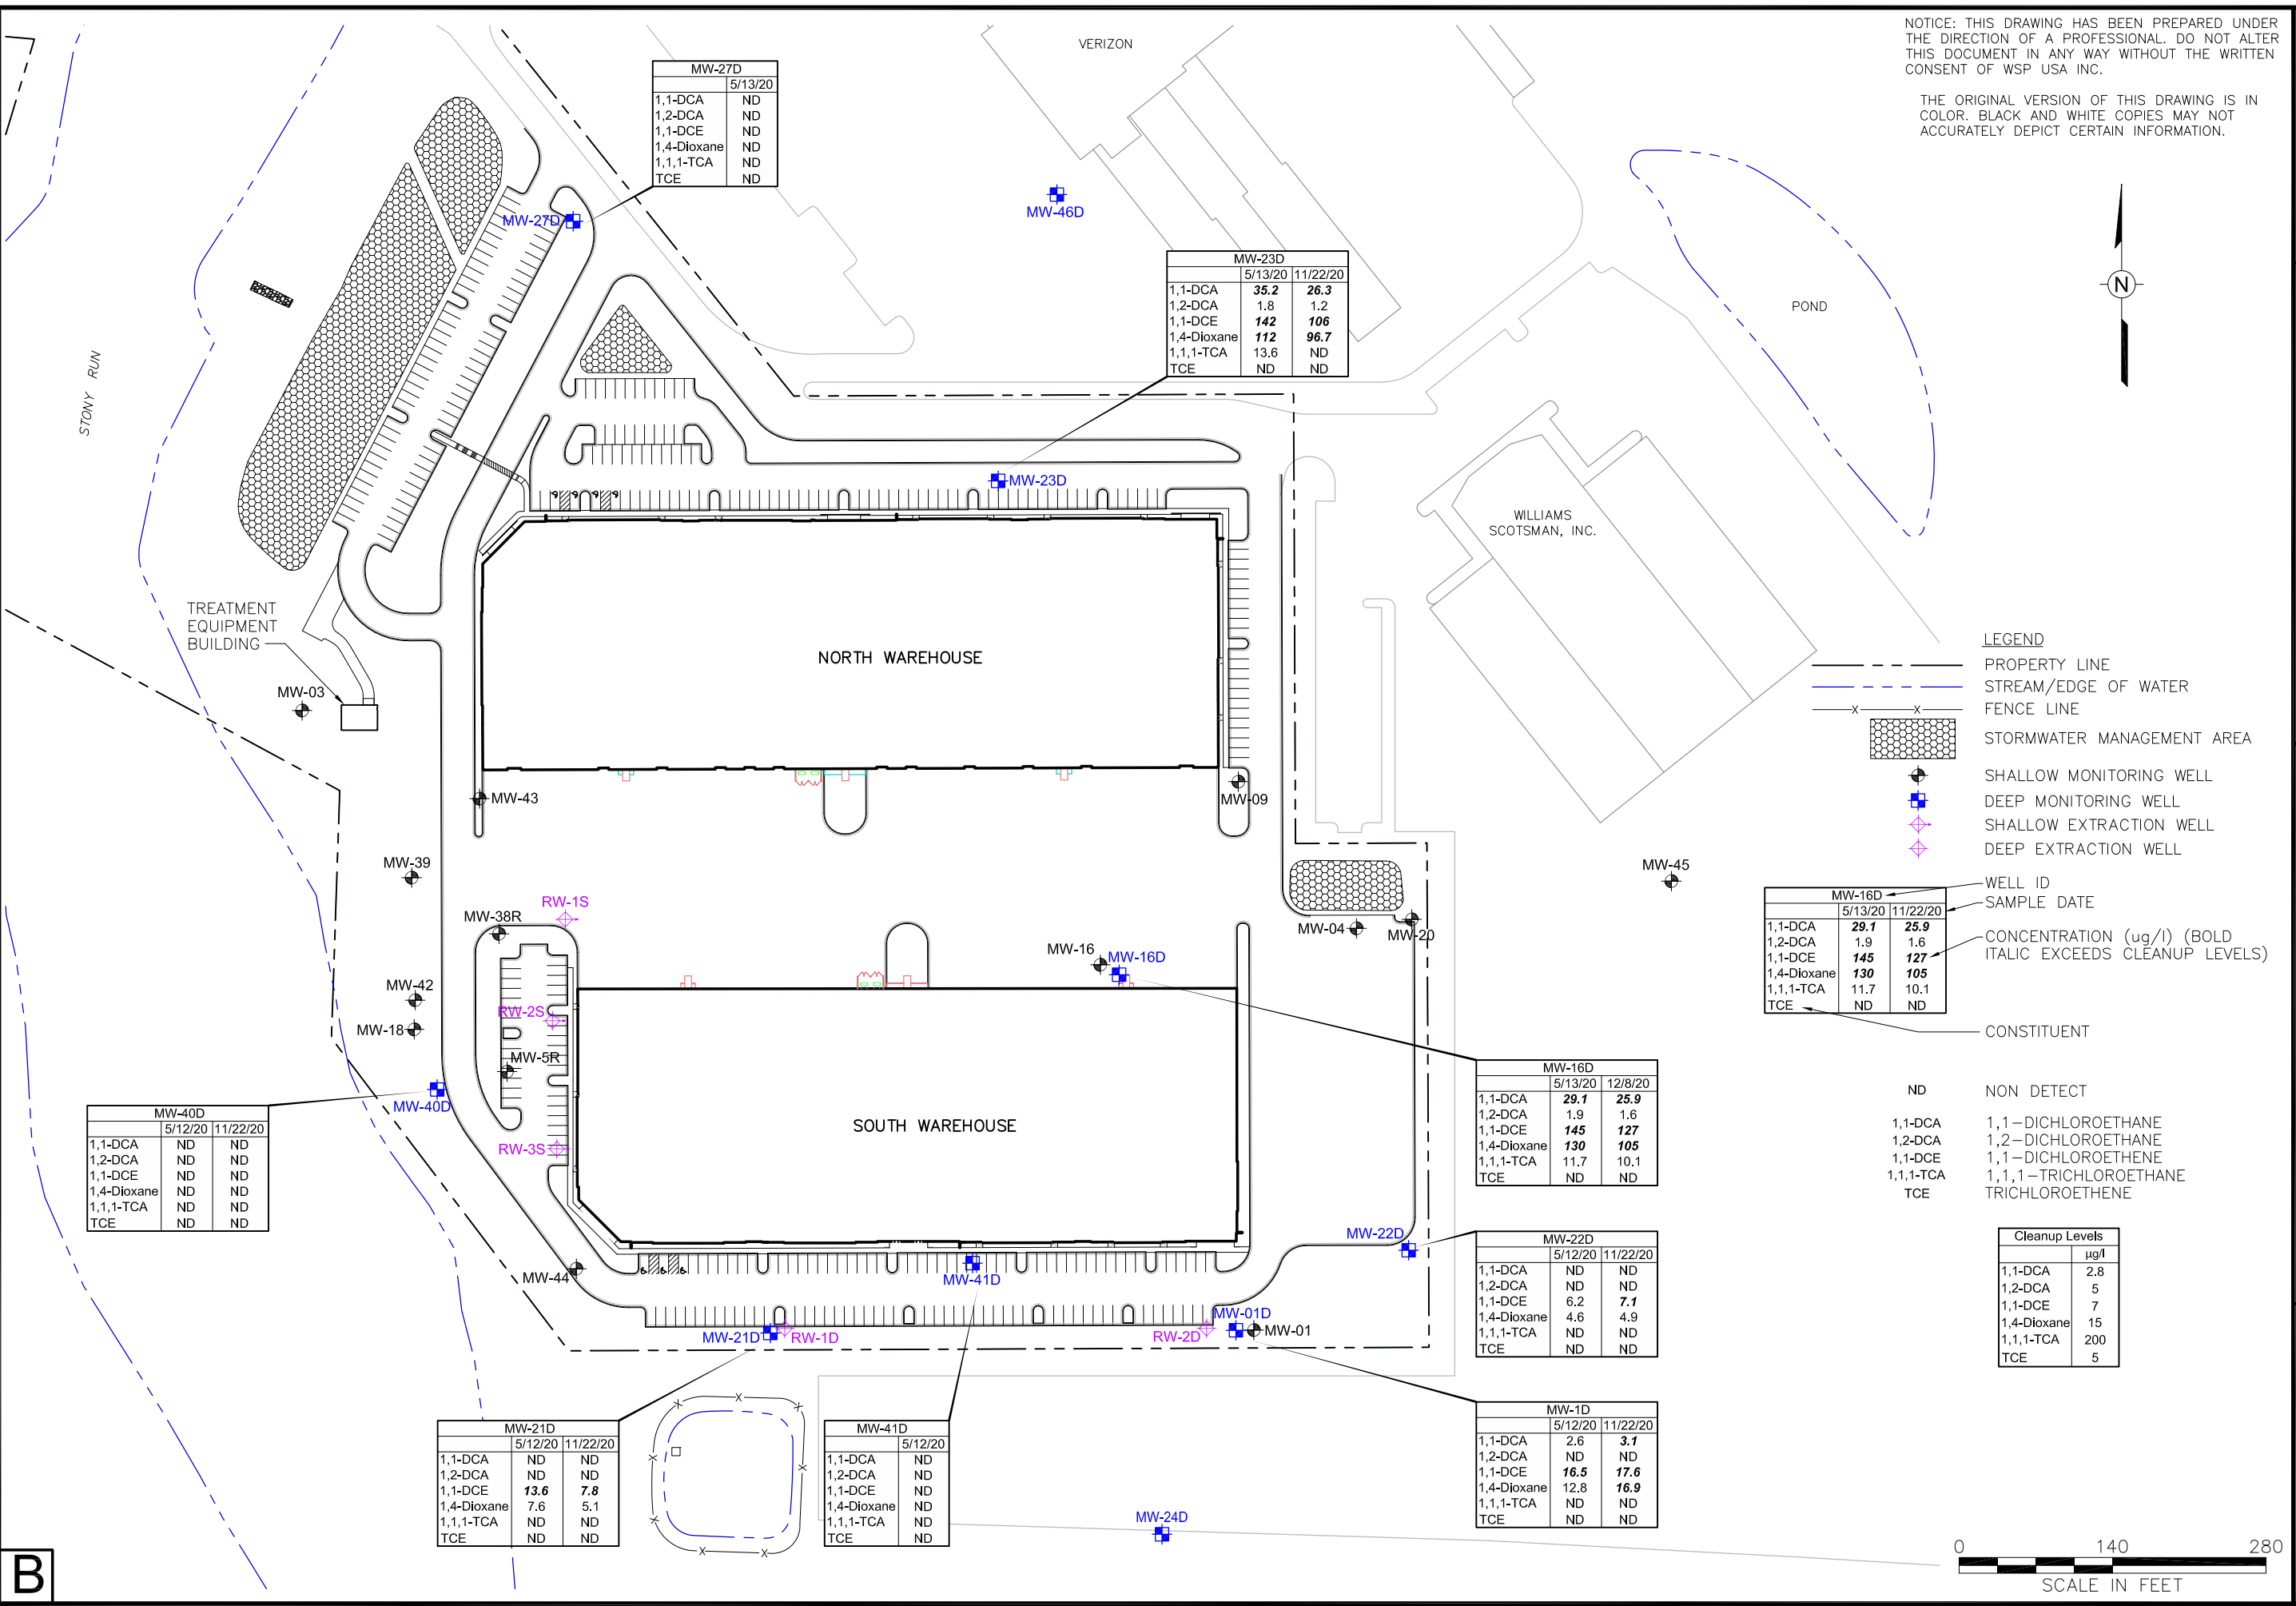 NOTICE: THIS DRAWING HAS BEEN PREPARED UNDER
THE DIRECTION OF A PROFESSIONAL. DO NOT ALTER
THIS DOCUMENT IN ANY WAY WITHOUT THE WRITTEN
CONSENT OF WSP USA INC.
THE ORIGINAL VERSION OF THIS DRAWING IS IN
COLOR. BLACK AND WHITE COPIES MAY NOT
ACCURATELY DEPICT CERTAIN INFORMATION.
VERIZON
MW-27D
5/13/20
1,1-DCA ND
1,2-DCA ND
1,1-DCE ND
1,4-Dioxane ND
1,1,1-TCA ND
TCE ND
MW-27D
MW-46D
MW-23D
5/13/20 11/22/20
1,1-DCA 35.2 26.3
1,2-DCA 1.8 1.2
1,1-DCE 142 106
1,4-Dioxane 112 96.7
1,1,1-TCA 13.6 ND
TCE ND ND
N
POND
STONY RUN
MW-23D
WILLIAMS
SCOTSMAN, INC.
TREATMENT
EQUIPMENT
BUILDING
NORTH WAREHOUSE
MW-03
MW-43
MW-09
MW-39
MW-45
RW-1S
MW-38R
MW-04
MW-20
MW-16
MW-16D
MW-42
RW-2S
MW-18
MW-5R
MW-40D
RW-3S
SOUTH WAREHOUSE
LEGEND
PROPERTY LINE
STREAM/EDGE OF WATER
X X FENCE LINE
STORMWATER MANAGEMENT AREA
SHALLOW MONITORING WELL
DEEP MONITORING WELL
SHALLOW EXTRACTION WELL
DEEP EXTRACTION WELL
WELL ID
SAMPLE DATE
CONCENTRATION (ug/l) (BOLD
ITALIC EXCEEDS CLEANUP LEVELS)
CONSTITUENT
MW-16D
5/13/20 11/22/20
1,1-DCA 29.1 25.9
1,2-DCA 1.9 1.6
1,1-DCE 145 127
1,4-Dioxane 130 105
1,1,1-TCA 11.7 10.1
TCE ND ND
ND NON DETECT
1,1-DCA 1,1-DICHLOROETHANE
1,2-DCA 1,2-DICHLOROETHANE
1,1-DCE 1,1-DICHLOROETHENE
1,1,1-TCA 1,1,1-TRICHLOROETHANE
TCE TRICHLOROETHENE
Cleanup Levels
µg/l
1,1-DCA 2.8
1,2-DCA 5
1,1-DCE 7
1,4-Dioxane 15
1,1,1-TCA 200
TCE 5
MW-16D
5/13/20 12/8/20
1,1-DCA 29.1 25.9
1,2-DCA 1.9 1.6
1,1-DCE 145 127
1,4-Dioxane 130 105
1,1,1-TCA 11.7 10.1
TCE ND ND
MW-40D
5/12/20 11/22/20
1,1-DCA ND ND
1,2-DCA ND ND
1,1-DCE ND ND
1,4-Dioxane ND ND
1,1,1-TCA ND ND
TCE ND ND
MW-22D
MW-22D
5/12/20 11/22/20
1,1-DCA ND ND
1,2-DCA ND ND
1,1-DCE 6.2 7.1
1,4-Dioxane 4.6 4.9
1,1,1-TCA ND ND
TCE ND ND
MW-44
MW-41D
MW-21D
RW-1D
RW-2D
MW-01D
MW-01
MW-21D
5/12/20 11/22/20
1,1-DCA ND ND
1,2-DCA ND ND
1,1-DCE 13.6 7.8
1,4-Dioxane 7.6 5.1
1,1,1-TCA ND ND
TCE ND ND
X X X X X X X X
MW-41D
5/12/20
1,1-DCA ND
1,2-DCA ND
1,1-DCE ND
1,4-Dioxane ND
1,1,1-TCA ND
TCE ND
MW-24D
MW-1D
5/12/20 11/22/20
1,1-DCA 2.6 3.1
1,2-DCA ND ND
1,1-DCE 16.5 17.6
1,4-Dioxane 12.8 16.9
1,1,1-TCA ND ND
TCE ND ND
0 140 280
SCALE IN FEET
B